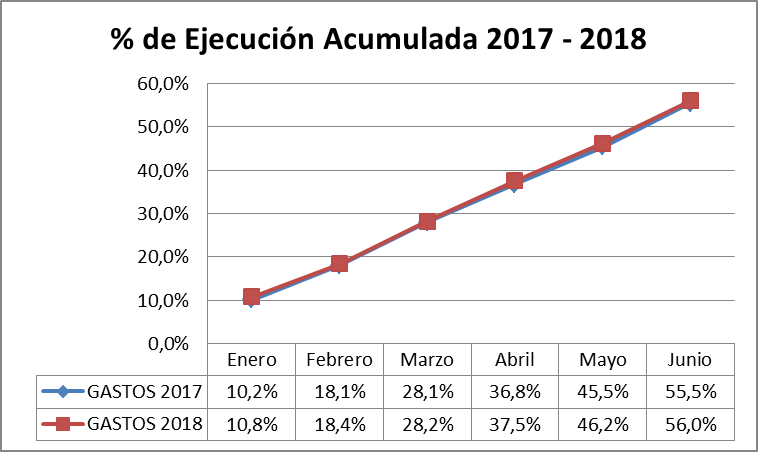 % de Ejecución Acumulada 2017 - 2018
60,0%
50,0%
40,0%
30,0%
20,0%
10,0%
0,0%
Enero Febrero Marzo Abril Mayo Junio
GASTOS 2017 10,2% 18,1% 28,1% 36,8% 45,5% 55,5%
GASTOS 2018 10,8% 18,4% 28,2% 37,5% 46,2% 56,0%